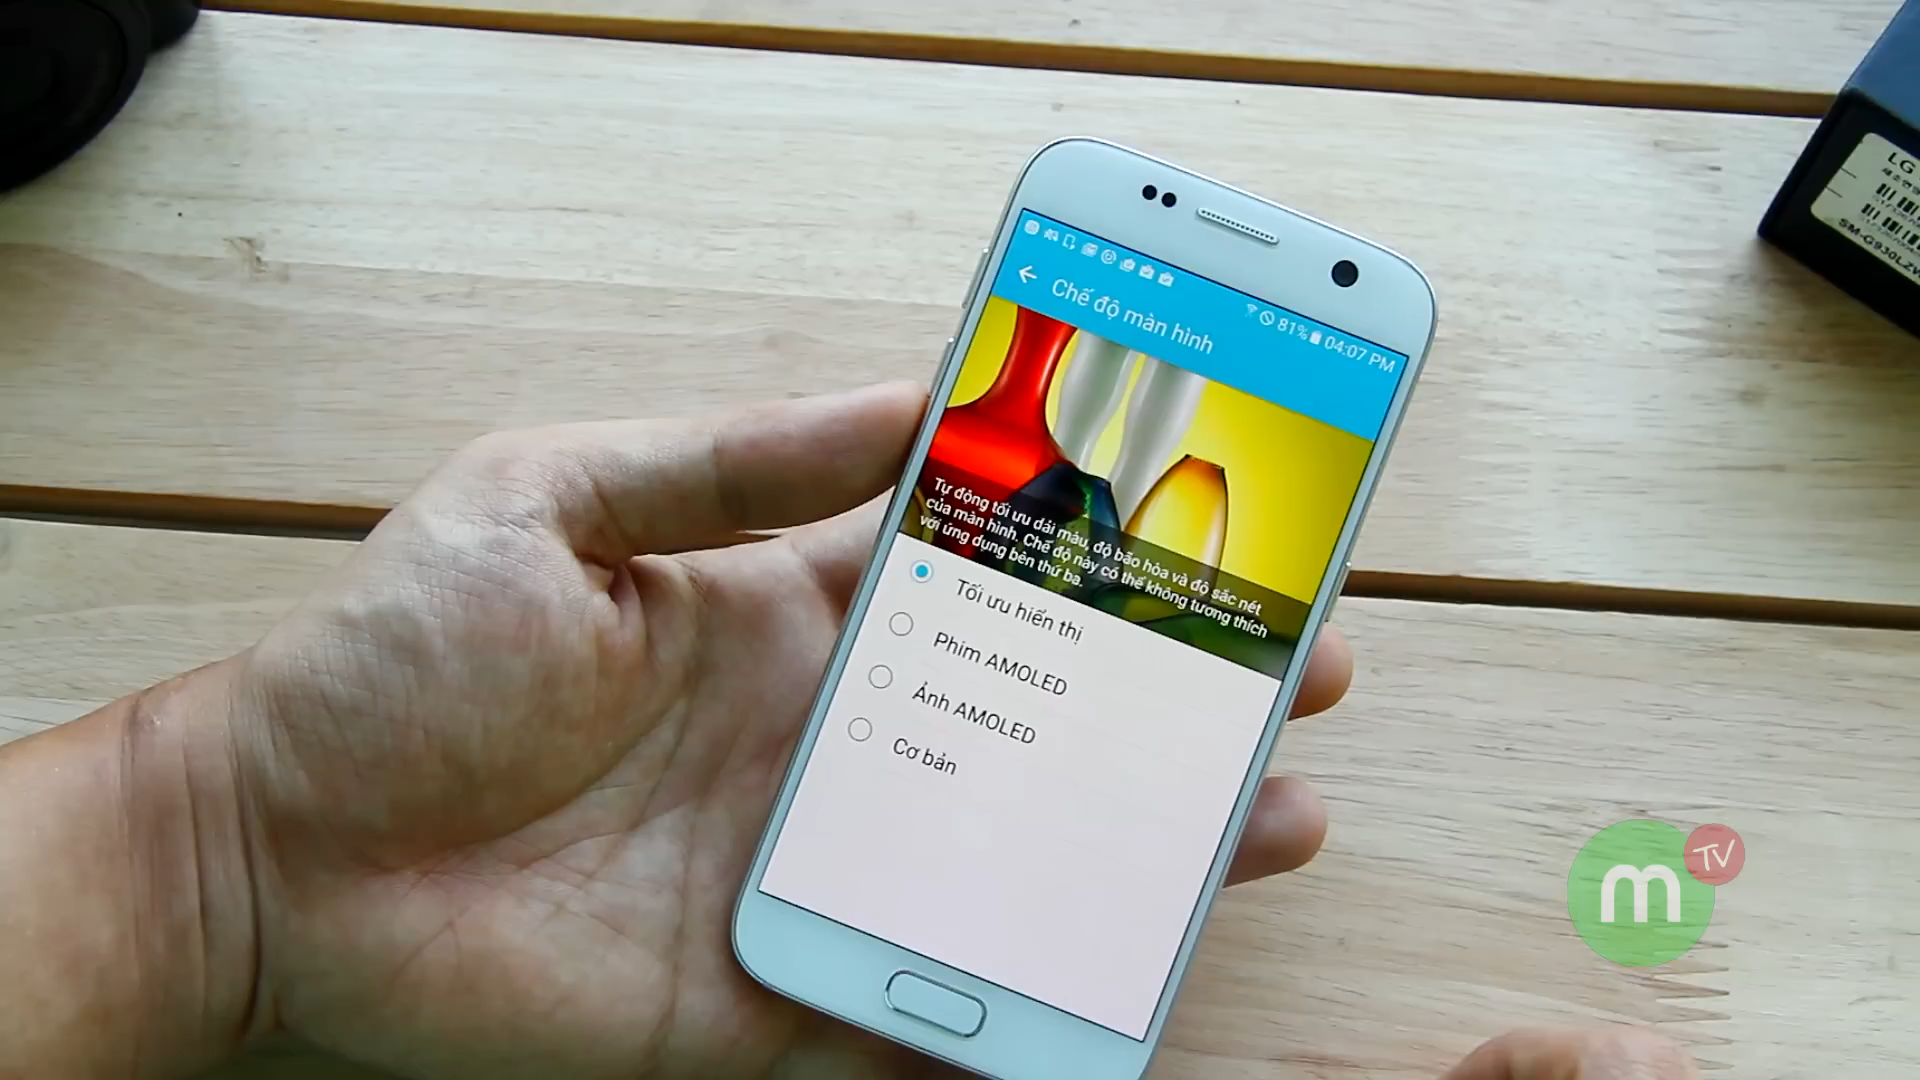 81% 04:07 PM
Chế độ màn hình
Tự động tối ưu dải màu, độ bão hòa và độ sắc nét
của màn hình. Chế độ này có thể không tương thích
với ứng dụng bên thứ ba.
Tối ưu hiển thị
Phim AMOLED
Ảnh AMOLED
Cơ bản
LG
m TV